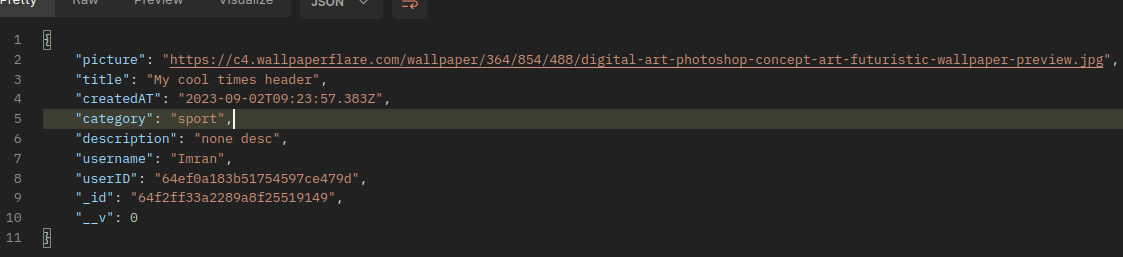 Pretty Raw Preview Visualize JSON
1 {
2 "picture": "https://c4.wallpaperflare.com/wallpaper/364/854/488/digital-art-photoshop-concept-art-futuristic-wallpaper-preview.jpg",
3 "title": "My cool times header",
4 "createdAT": "2023-09-02T09:23:57.383Z",
5 "category": "sport",
6 "description": "none desc",
7 "username": "Imran",
8 "userID": "64ef0a183b51754597ce479d",
9 "_id": "64f2ff33a2289a8f25519149",
10 "__v": 0
11 }